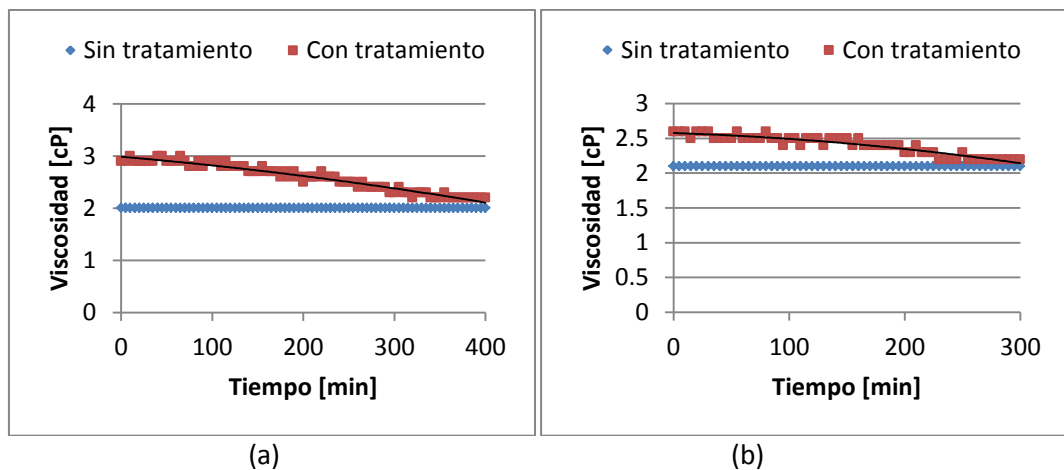 Sin tratamiento Con tratamiento
4
3
2
1
0
Viscosidad [cP]
0 100 200 300 400
Tiempo [min]
(a)
Sin tratamiento Con tratamiento
3
2.5
2
1.5
1
0.5
0
Viscosidad [cP]
0 100 200 300
Tiempo [min]
(b)